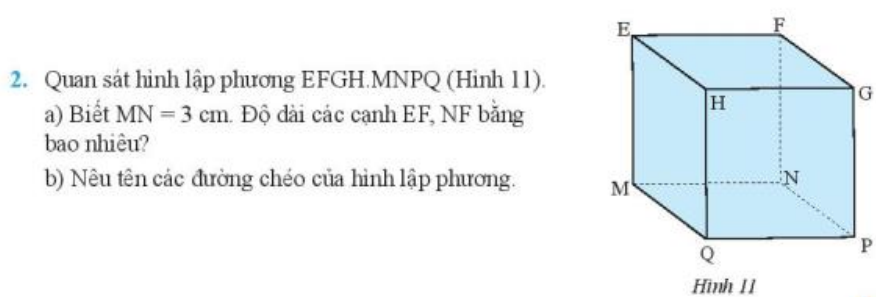 2. Quan sát hình lập phương EFGH.MNPQ (Hình 11).
a) Biết MN = 3 cm. Độ dài các cạnh EF, NF bằng
bao nhiêu?
b) Nêu tên các đường chéo của hình lập phương.
E F
H G
M N
Q P
Hình 11